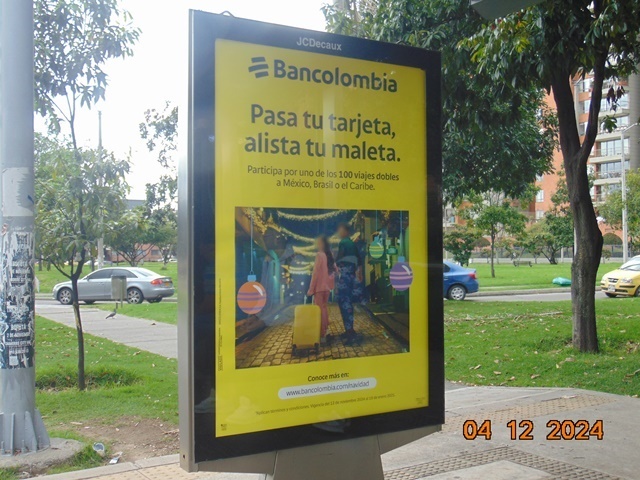 JCDecaux
Bancolombia
Pasa tu tarjeta,
alista tu maleta.
Participa por uno de los 100 viajes dobles
a México, Brasil o el Caribe.
Conoce más en:
www.bancolombia.com/navidad
04 12 2024